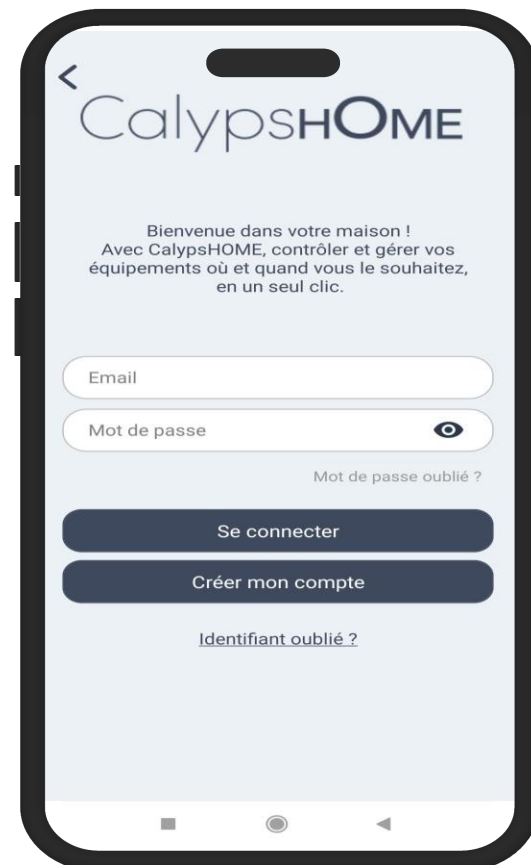 CalypsHOME
Bienvenue dans votre maison !
Avec CalypsHOME, contrôler et gérer vos
équipements où et quand vous le souhaitez,
en un seul clic.
Email
Mot de passe
Mot de passe oublié ?
Se connecter
Créer mon compte
Identifiant oublié ?